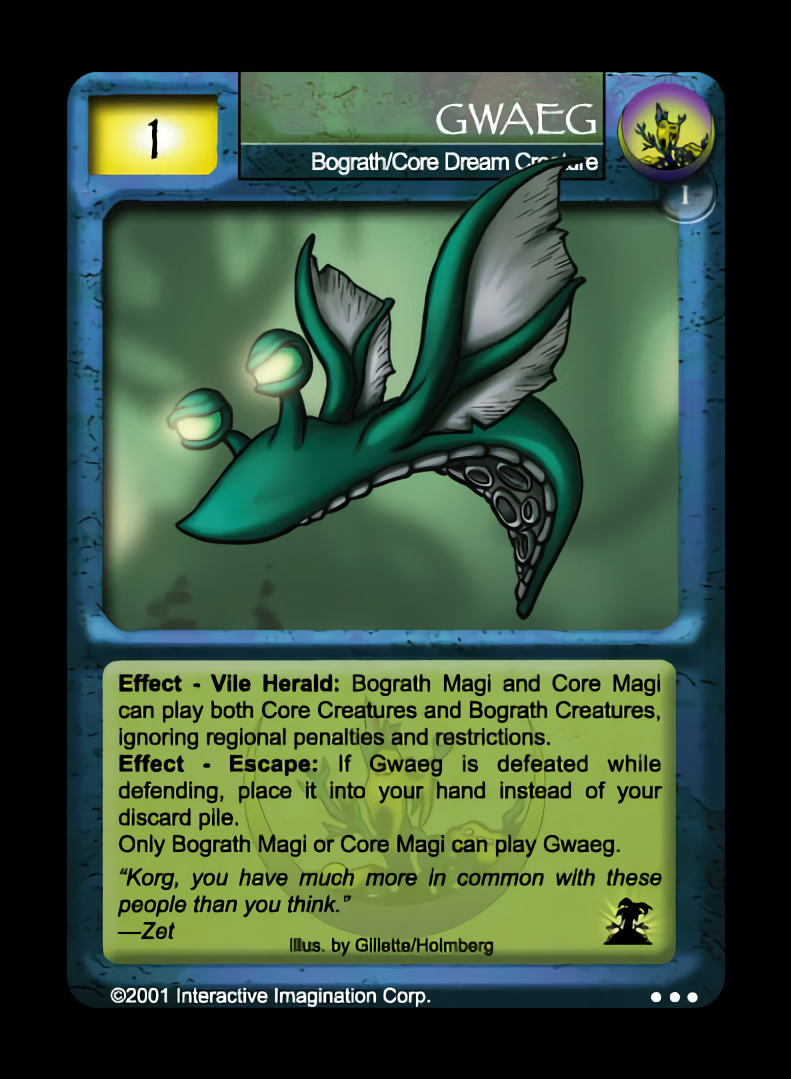 1
GWAEG
Bograth/Core Dream Creature
1
Effect - Vile Herald: Bograth Magi and Core Magi
can play both Core Creatures and Bograth Creatures,
ignoring regional penalties and restrictions.
Effect - Escape: If Gwaeg is defeated while
defending, place it into your hand instead of your
discard pile.
Only Bograth Magi or Core Magi can play Gwaeg.
“Korg, you have much more in common with these
people than you think.”
—Zet
Illus. by Gillette/Holmberg
©2001 Interactive Imagination Corp.